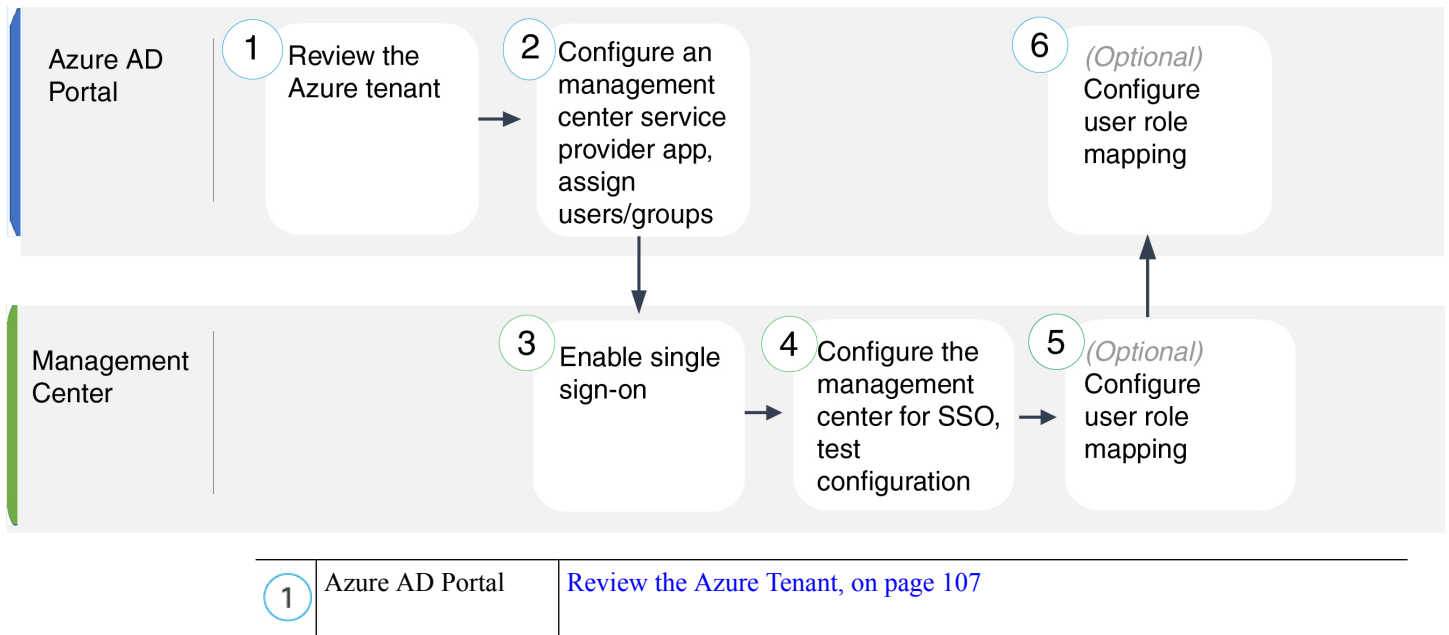 Azure AD
Portal
1
Review the
Azure tenant
2
Configure an
management
center service
provider app,
assign
users/groups
6
(Optional)
Configure
user role
mapping
Management
Center
3
Enable single
sign-on
4
Configure the
management
center for SSO,
test
configuration
5
(Optional)
Configure
user role
mapping
1
Azure AD Portal
Review the Azure Tenant, on page 107